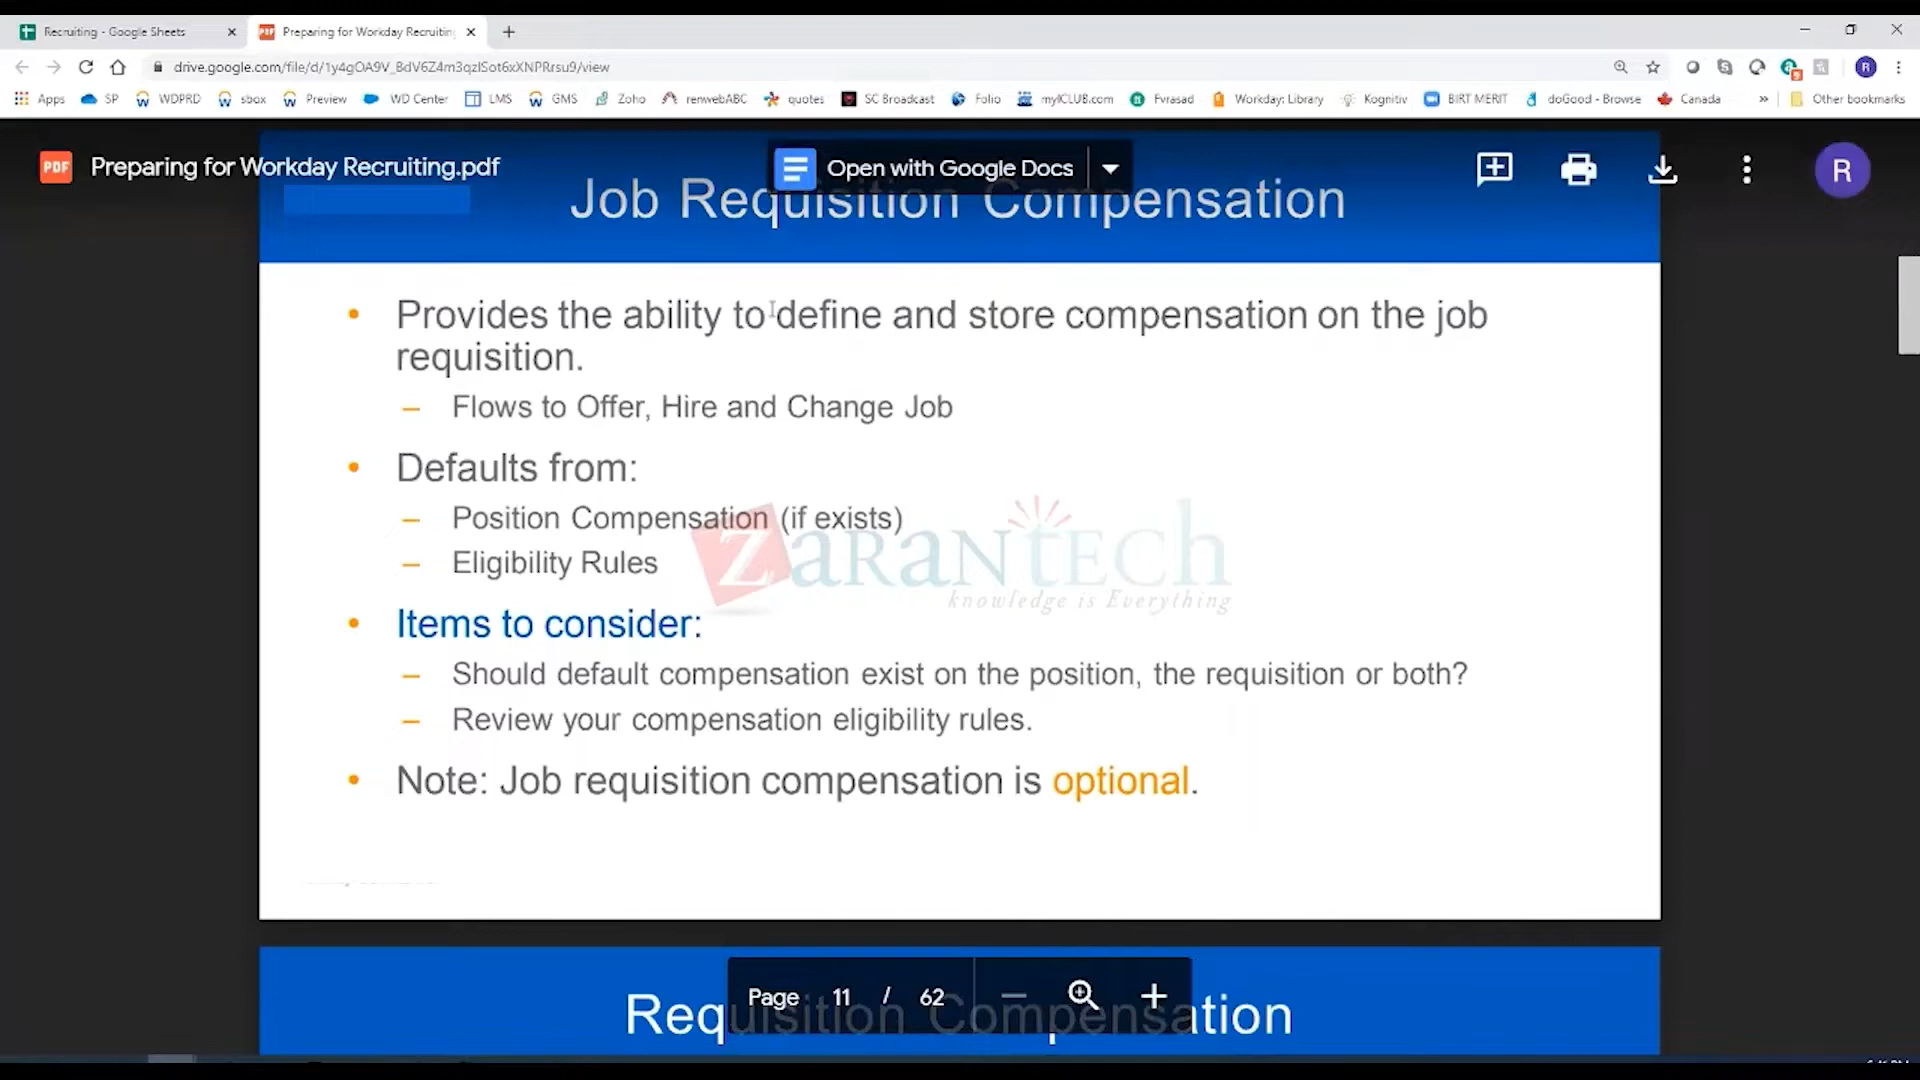 Recruiting - Google Sheets
Preparing for Workday Recruitin
drive.google.com/file/d/1y4gOA9V_BdV6Z4m3qzlSot6xXNPRrsu9/view
Apps SP WDPRD sbox Preview WD Center LMS GMS Zoho renwebABC quotes SC Broadcast Folio myICLUB.com Fvrasad Workday: Library Kognitiv BIRT MERIT doGood - Browse Canada » Other bookmarks
PDF Preparing for Workday Recruiting.pdf
Open with Google Docs
R
Job Requisition Compensation
• Provides the ability to define and store compensation on the job
requisition.
– Flows to Offer, Hire and Change Job
• Defaults from:
– Position Compensation (if exists)
– Eligibility Rules
ZaRaNtech
knowledge is Everything
• Items to consider:
– Should default compensation exist on the position, the requisition or both?
– Review your compensation eligibility rules.
• Note: Job requisition compensation is optional.
Page 11 / 62
Requisition Compensation